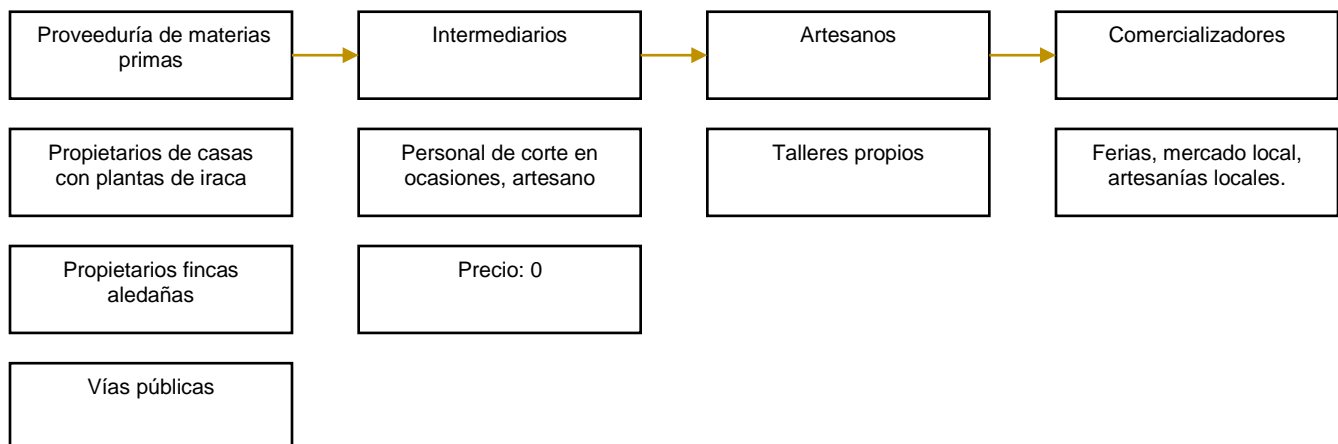 Proveeduría de materias
primas
Intermediarios
Artesanos
Comercializadores
Propietarios de casas
con plantas de iraca
Personal de corte en
ocasiones, artesano
Talleres propios
Ferias, mercado local,
artesanías locales.
Propietarios fincas
aledañas
Precio: 0
Vías públicas